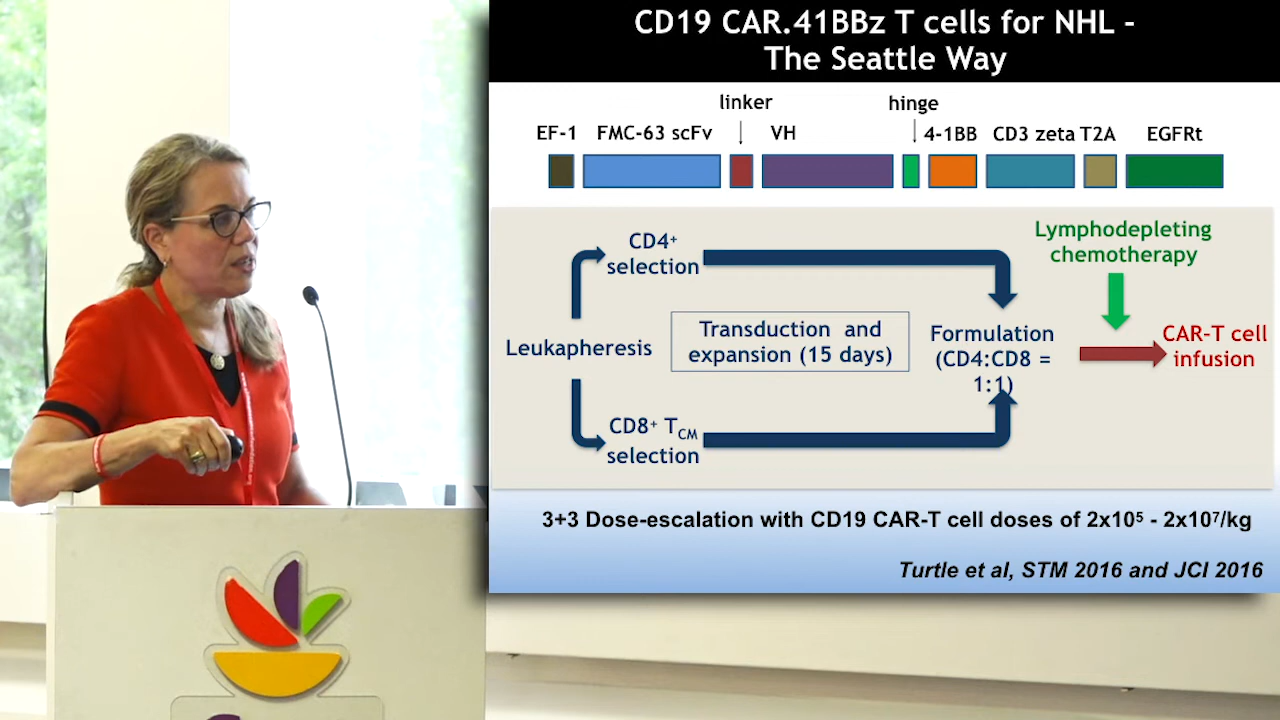 CD19 CAR.41BBz T cells for NHL -
The Seattle Way
linker
hinge
EF-1 FMC-63 scFv VH 4-1BB CD3 zeta T2A EGFRt
Lymphodepleting
chemotherapy
CD4⁺
selection
Leukapheresis
Transduction and
expansion (15 days)
Formulation
(CD4:CD8 =
1:1)
CAR-T cell
infusion
CD8⁺ T_CM
selection
3+3 Dose-escalation with CD19 CAR-T cell doses of 2x10⁵ - 2x10⁷/kg
Turtle et al, STM 2016 and JCI 2016